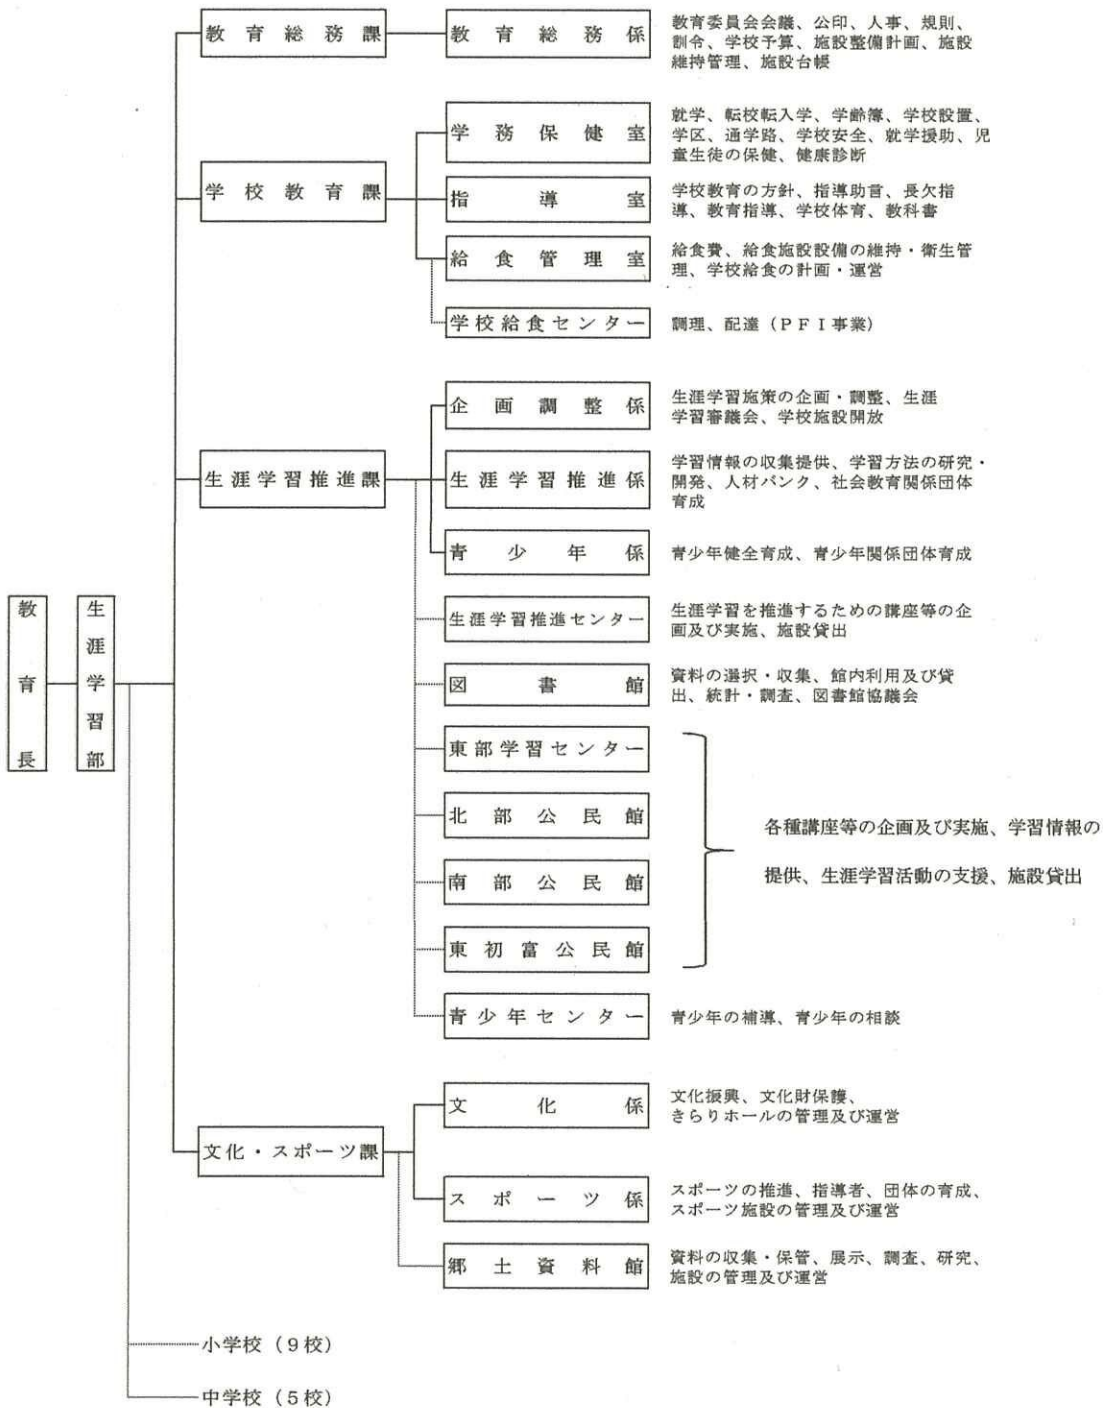 教育総務課
教育総務係
教育委員会会議、公印、人事、規則、
訓令、学校予算、施設整備計画、施設
維持管理、施設台帳
学校教育課
学務保健室
就学、転校転入学、学齢簿、学校設置、
学区、通学路、学校安全、就学援助、児
童生徒の保健、健康診断
指導室
学校教育の方針、指導助言、長欠指
導、教育指導、学校体育、教科書
給食管理室
給食費、給食施設設備の維持・衛生管
理、学校給食の計画・運営
学校給食センター
調理、配達（ＰＦＩ事業）
生涯学習推進課
企画調整係
生涯学習施策の企画・調整、生涯
学習審議会、学校施設開放
生涯学習推進係
学習情報の収集提供、学習方法の研究・
開発、人材バンク、社会教育関係団体
育成
青少年係
青少年健全育成、青少年関係団体育成
教育長
生涯学習部
生涯学習推進センター
生涯学習を推進するための講座等の企
画及び実施、施設貸出
図書館
資料の選択・収集、館内利用及び貸
出、統計・調査、図書館協議会
東部学習センター
北部公民館
南部公民館
東初富公民館
各種講座等の企画及び実施、学習情報の
提供、生涯学習活動の支援、施設貸出
青少年センター
青少年の補導、青少年の相談
文化・スポーツ課
文化係
文化振興、文化財保護、
きらりホールの管理及び運営
スポーツ係
スポーツの推進、指導者、団体の育成、
スポーツ施設の管理及び運営
郷土資料館
資料の収集・保管、展示、調査、研究、
施設の管理及び運営
小学校（９校）
中学校（５校）